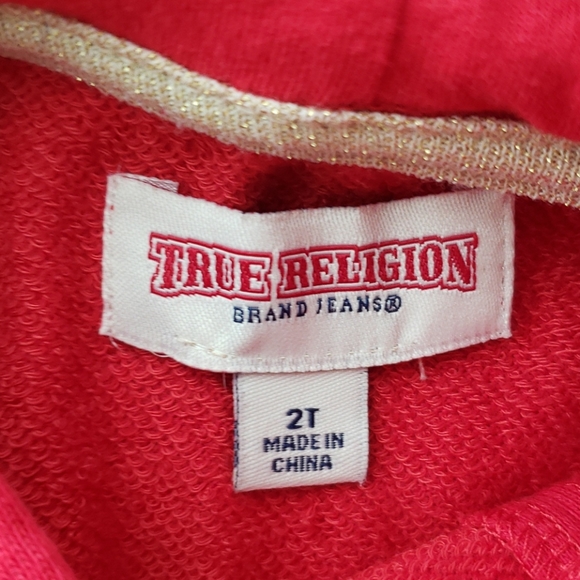 TRUE RELIGION
BRAND JEANS®
2T
MADE IN
CHINA